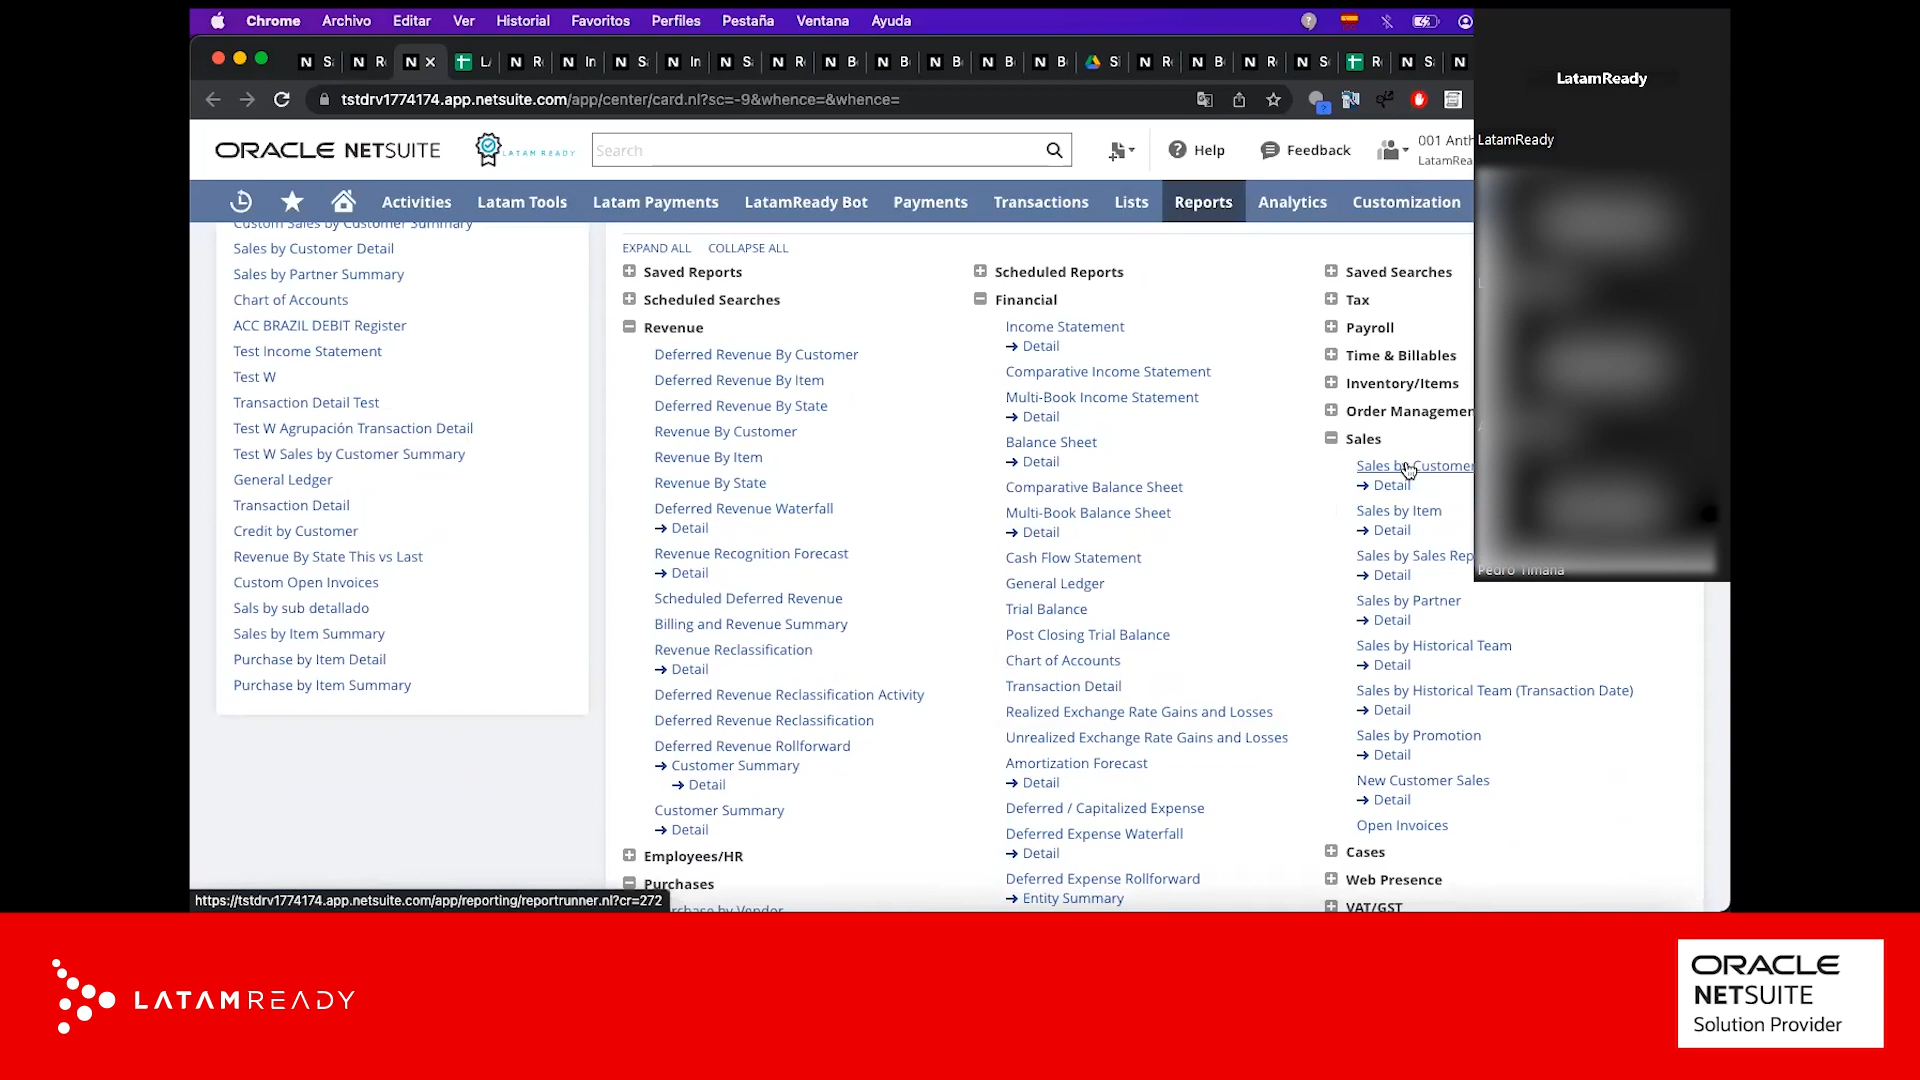 Chrome Archivo Editar Ver Historial Favoritos Perfiles Pestaña Ventana Ayuda
tstdrv1774174.app.netsuite.com/app/center/card.nl?sc=-9&whence=&whence=
ORACLE NETSUITE
LATAM READY
Search
Help
Feedback
001 Anth
LatamRea
Activities Latam Tools Latam Payments LatamReady Bot Payments Transactions Lists Reports Analytics Customization
Custom Sales by Customer Summary
Sales by Customer Detail
Sales by Partner Summary
Chart of Accounts
ACC BRAZIL DEBIT Register
Test Income Statement
Test W
Transaction Detail Test
Test W Agrupación Transaction Detail
Test W Sales by Customer Summary
General Ledger
Transaction Detail
Credit by Customer
Revenue By State This vs Last
Custom Open Invoices
Sals by sub detallado
Sales by Item Summary
Purchase by Item Detail
Purchase by Item Summary
EXPAND ALL COLLAPSE ALL
Saved Reports
Scheduled Searches
Revenue
Deferred Revenue By Customer
Deferred Revenue By Item
Deferred Revenue By State
Revenue By Customer
Revenue By Item
Revenue By State
Deferred Revenue Waterfall
Detail
Revenue Recognition Forecast
Detail
Scheduled Deferred Revenue
Billing and Revenue Summary
Revenue Reclassification
Detail
Deferred Revenue Reclassification Activity
Deferred Revenue Reclassification
Deferred Revenue Rollforward
Customer Summary
Detail
Customer Summary
Detail
Employees/HR
Purchases
Scheduled Reports
Financial
Income Statement
Detail
Comparative Income Statement
Multi-Book Income Statement
Detail
Balance Sheet
Detail
Comparative Balance Sheet
Multi-Book Balance Sheet
Detail
Cash Flow Statement
General Ledger
Trial Balance
Post Closing Trial Balance
Chart of Accounts
Transaction Detail
Realized Exchange Rate Gains and Losses
Unrealized Exchange Rate Gains and Losses
Amortization Forecast
Detail
Deferred / Capitalized Expense
Deferred Expense Waterfall
Detail
Deferred Expense Rollforward
Entity Summary
Saved Searches
Tax
Payroll
Time & Billables
Inventory/Items
Order Managemen
Sales
Sales by Customer
Detail
Sales by Item
Detail
Sales by Sales Rep
Detail
Sales by Partner
Detail
Sales by Historical Team
Detail
Sales by Historical Team (Transaction Date)
Detail
Sales by Promotion
Detail
New Customer Sales
Detail
Open Invoices
Cases
Web Presence
VAT/GST
LatamReady
LatamReady
Pedro Timana
https://tstdrv1774174.app.netsuite.com/app/reporting/reportrunner.nl?cr=272
LATAMREADY
ORACLE
NETSUITE
Solution Provider